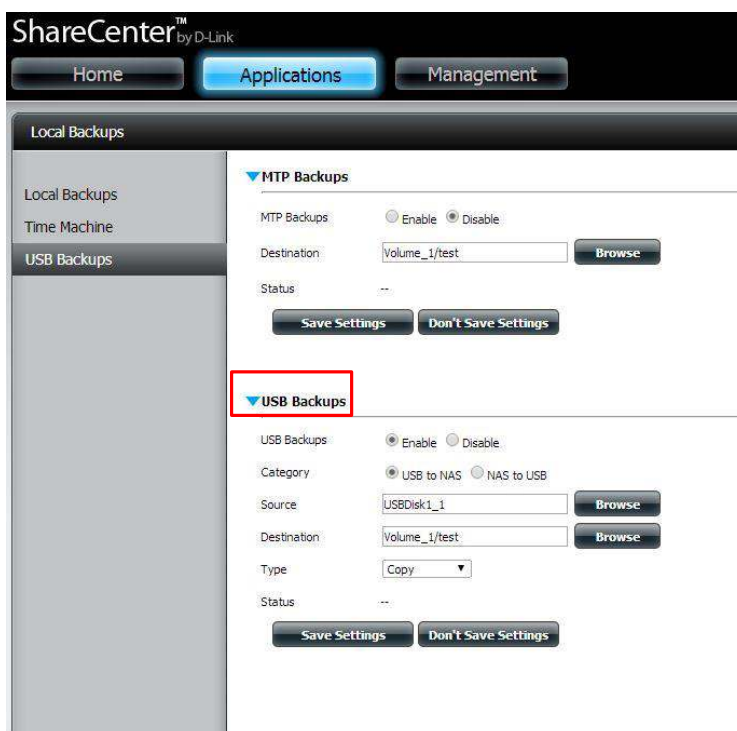 ShareCenter™ by D-Link
Home Applications Management
Local Backups
Local Backups
Time Machine
USB Backups
MTP Backups
MTP Backups Enable Disable
Destination Volume_1/test Browse
Status --
Save Settings Don't Save Settings
USB Backups
USB Backups Enable Disable
Category USB to NAS NAS to USB
Source USBDisk1_1 Browse
Destination Volume_1/test Browse
Type Copy
Status --
Save Settings Don't Save Settings